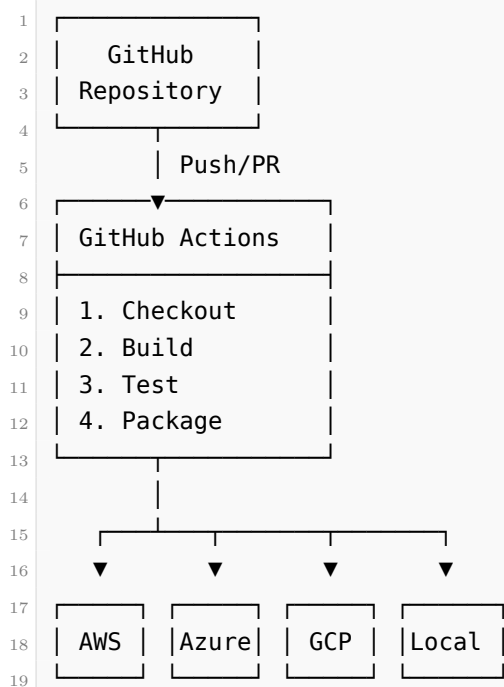 1
2 GitHub
3 Repository
4
5 Push/PR
6
7 GitHub Actions
8
9 1. Checkout
10 2. Build
11 3. Test
12 4. Package
13
14
15
16
17
18 AWS Azure GCP Local
19